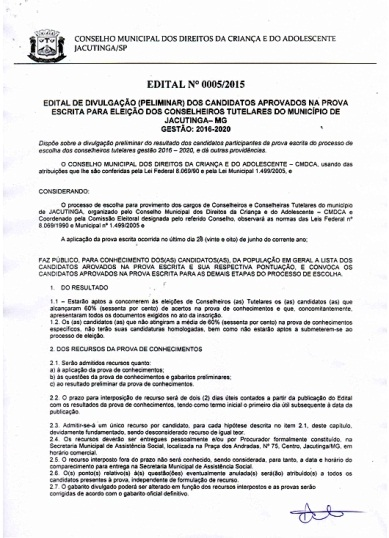 CONSELHO MUNICIPAL DOS DIREITOS DA CRIANÇA E DO ADOLESCENTE
JACUTINGA/SP
EDITAL Nº 0005/2015
EDITAL DE DIVULGAÇÃO (PELIMINAR) DOS CANDIDATOS APROVADOS NA PROVA
ESCRITA PARA ELEIÇÃO DOS CONSELHEIROS TUTELARES DO MUNICÍPIO DE
JACUTINGA– MG
GESTÃO: 2016-2020
Dispõe sobre a divulgação preliminar do resultado dos candidatos participantes da prova escrita do processo de
escolha dos conselheiros tutelares gestão 2016 – 2020, e dá outras providências.
O CONSELHO MUNICIPAL DOS DIREITOS DA CRIANÇA E DO ADOLESCENTE – CMDCA, usando das
atribuições que lhe são conferidas pela Lei Federal 8.069/90 e pela Lei Municipal 1.499/2005, e
CONSIDERANDO:
O processo de escolha para provimento dos cargos de Conselheiros e Conselheiras Tutelares do município
de JACUTINGA, organizado pelo Conselho Municipal dos Direitos da Criança e do Adolescente – CMDCA e
Coordenado pela Comissão Eleitoral designada pelo referido Conselho, observará as normas das Leis Federal nº
8.069/1990 e Municipal nº 1.499/2005 e
A aplicação da prova escrita ocorrida no último dia 28 (vinte e oito) de junho do corrente ano;
FAZ PÚBLICO, PARA CONHECIMENTO DOS(AS) CANDIDATOS(AS), DA POPULAÇÃO EM GERAL A LISTA DOS
CANDIDATOS AROVADOS NA PROVA ESCRITA E SUA RESPECTIVA PONTUAÇÃO, E CONVOCA OS
CANDIDATOS APROVADOS NA PROVA ESCRITA PARA AS DEMAIS ETAPAS DO PROCESSO DE ESCOLHA.
1. DO RESULTADO
1.1 – Estarão aptos a concorrerem às eleições de Conselheiros (as) Tutelares os (as) candidatos (as) que
alcançaram 60% (sessenta por cento) de acertos na prova de conhecimentos e que, concomitantemente,
apresentaram todos os documentos exigidos no ato da inscrição.
1 2. Os (as) candidatos (as) que não atingiram a média de 60% (sessenta por cento) na prova de conhecimentos
específicos, não terão suas candidaturas homologadas, bem como não estarão aptos a submeterem-se ao
processo de eleição.
2. DOS RECURSOS DA PROVA DE CONHECIMENTOS
2.1. Serão admitidos recursos quanto:
a) à aplicação da prova de conhecimentos;
b) às questões da prova de conhecimentos e gabaritos preliminares;
c) ao resultado preliminar da prova de conhecimentos.
2.2. O prazo para interposição de recurso será de dois (2) dias úteis contados a partir da publicação do Edital
com os resultados da prova de conhecimentos, tendo como termo inicial o primeiro dia útil subsequente à data da
publicação.
2.3. Admitir-se-á um único recurso por candidato, para cada hipótese descrita no item 2.1, deste capítulo,
devidamente fundamentado, sendo desconsiderado recurso de igual teor.
2.4. Os recursos deverão ser entregues pessoalmente e/ou por Procurador formalmente constituído, na
Secretaria Municipal de Assistência Social, localizada na Praça dos Andradas, Nº 75, Centro, Jacutinga/MG, em
horário comercial.
2.5. O recurso interposto fora do prazo não será conhecido, sendo considerada, para tanto, a data e horário do
comparecimento para entrega na Secretaria Municipal de Assistência Social.
2.6. O(s) ponto(s) relativo(s) à(s) questão(ões) eventualmente anulada(s) será(ão) atribuído(s) a todos os
candidatos presentes à prova, independente de formulação de recurso.
2.7. O gabarito divulgado poderá ser alterado em função dos recursos interpostos e as provas serão
corrigidas de acordo com o gabarito oficial definitivo.